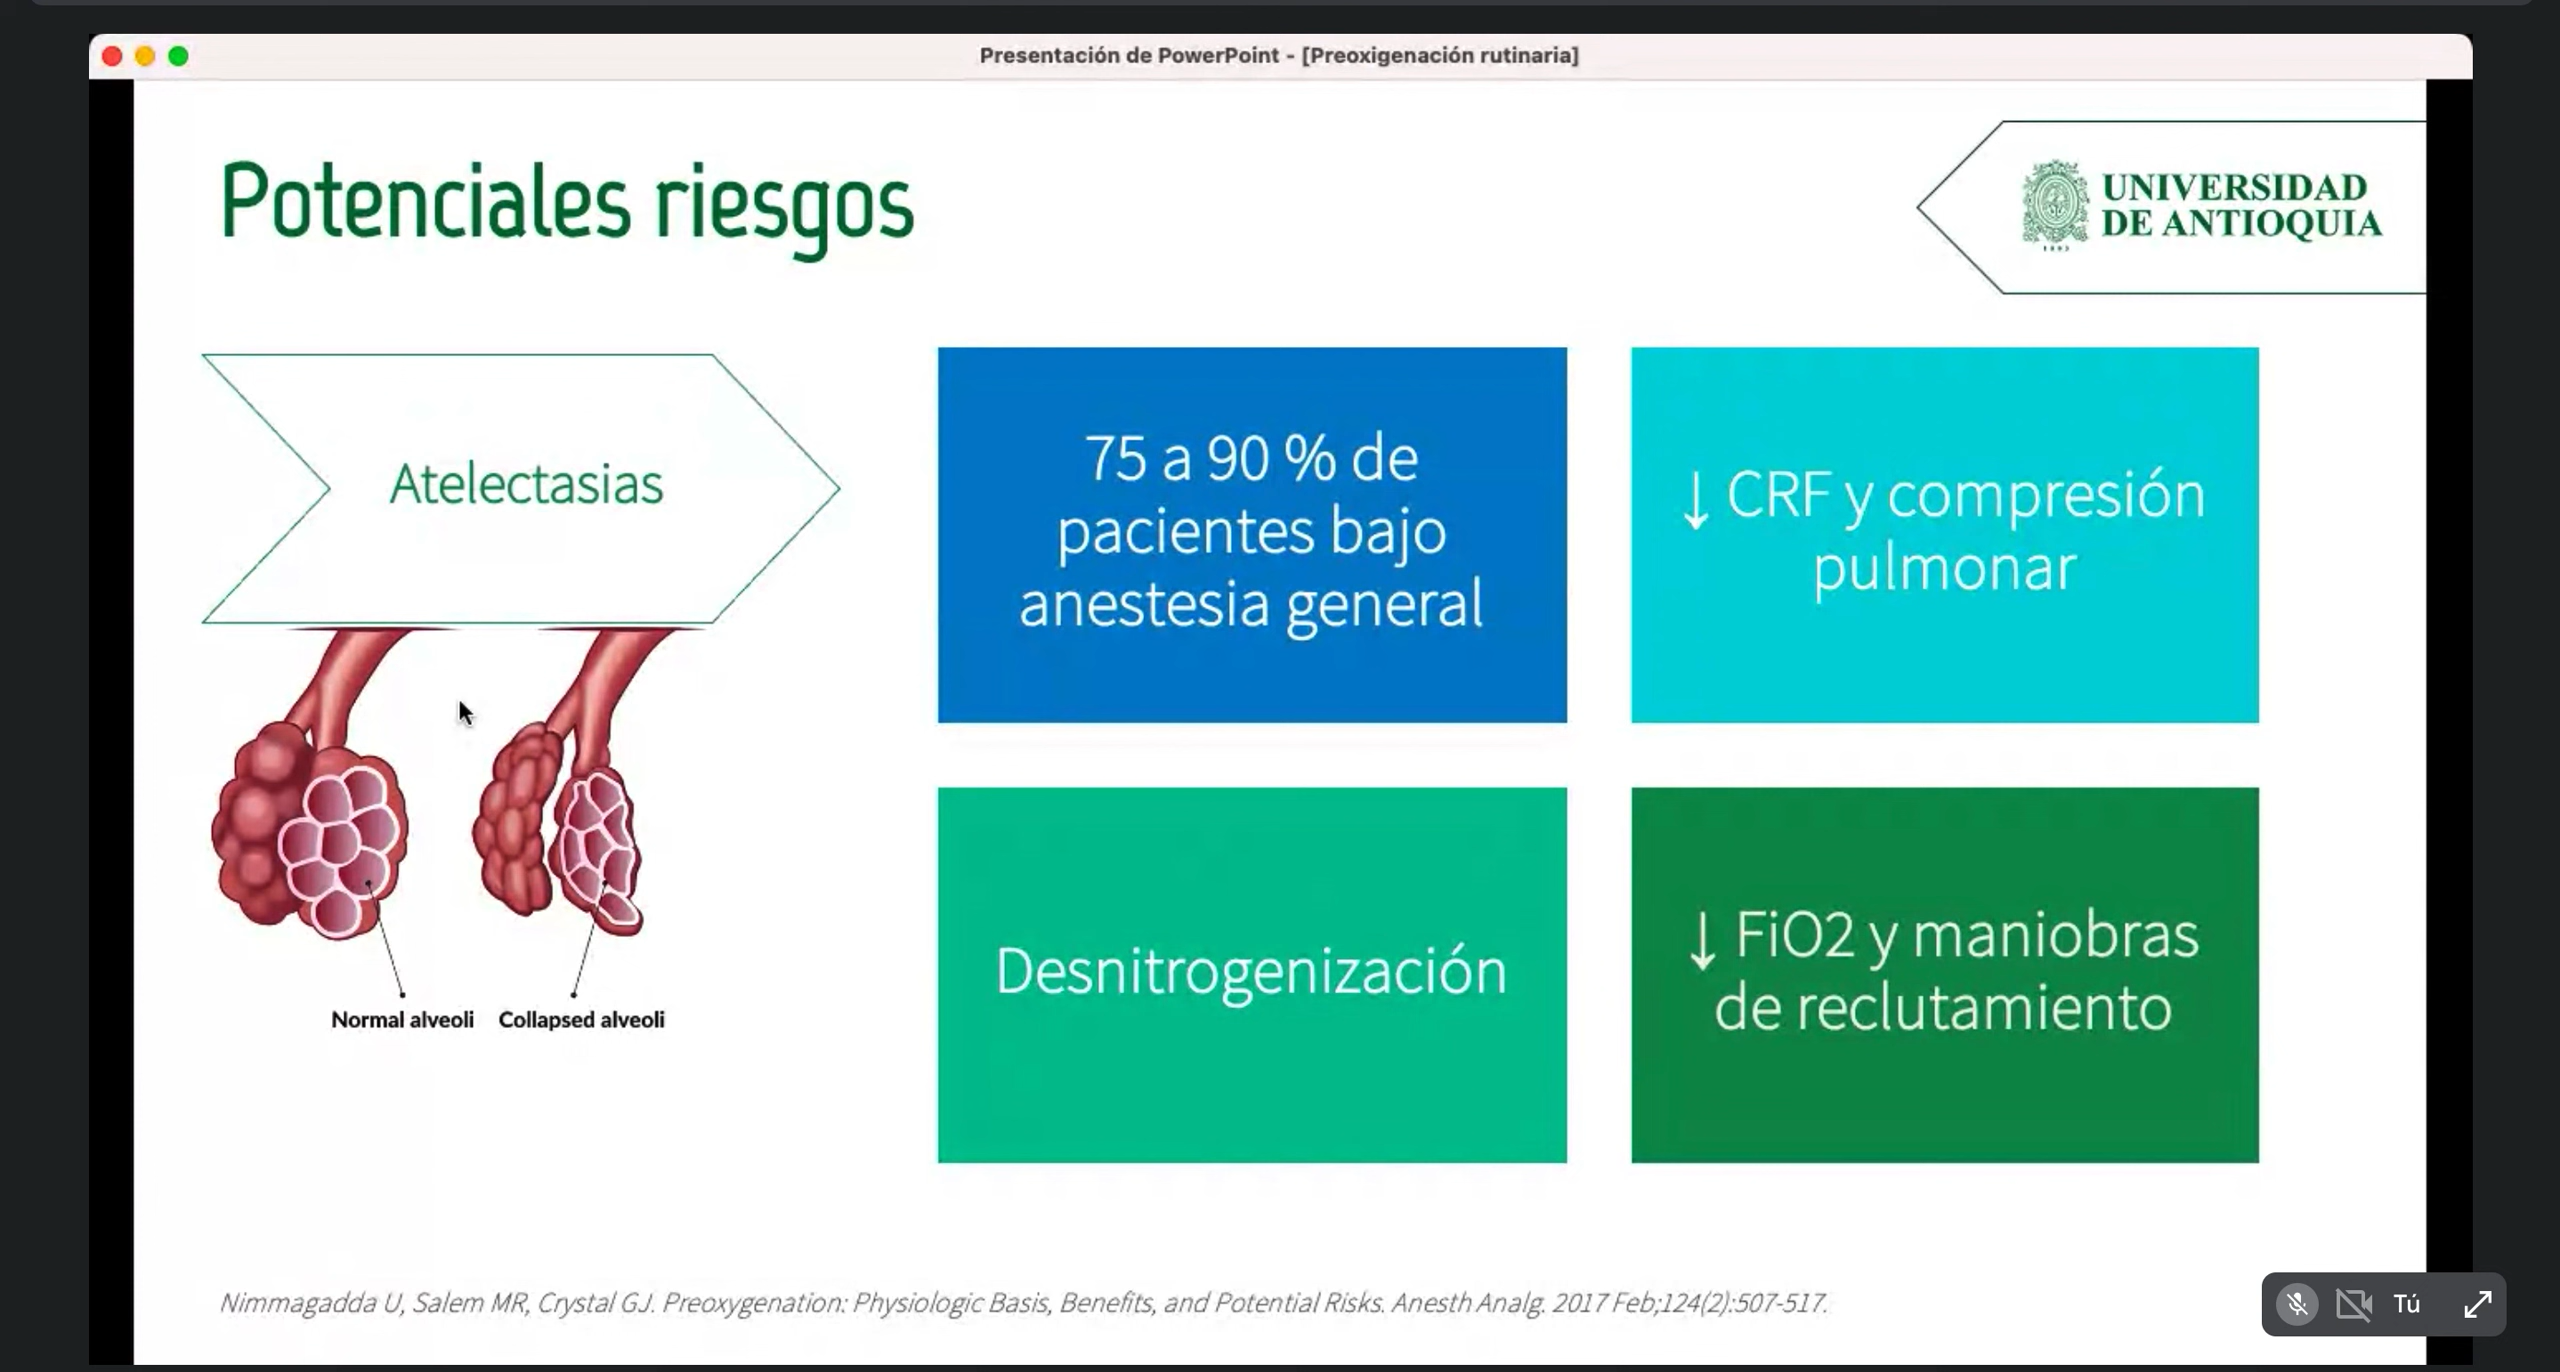 Presentación de PowerPoint - [Preoxigenación rutinaria]
Potenciales riesgos
UNIVERSIDAD
DE ANTIOQUIA
1803
Atelectasias
75 a 90 % de
pacientes bajo
anestesia general
↓ CRF y compresión
pulmonar
Desnitrogenización
↓ FiO2 y maniobras
de reclutamiento
Normal alveoli
Collapsed alveoli
Nimmagadda U, Salem MR, Crystal GJ. Preoxygenation: Physiologic Basis, Benefits, and Potential Risks. Anesth Analg. 2017 Feb;124(2):507-517.
Tú